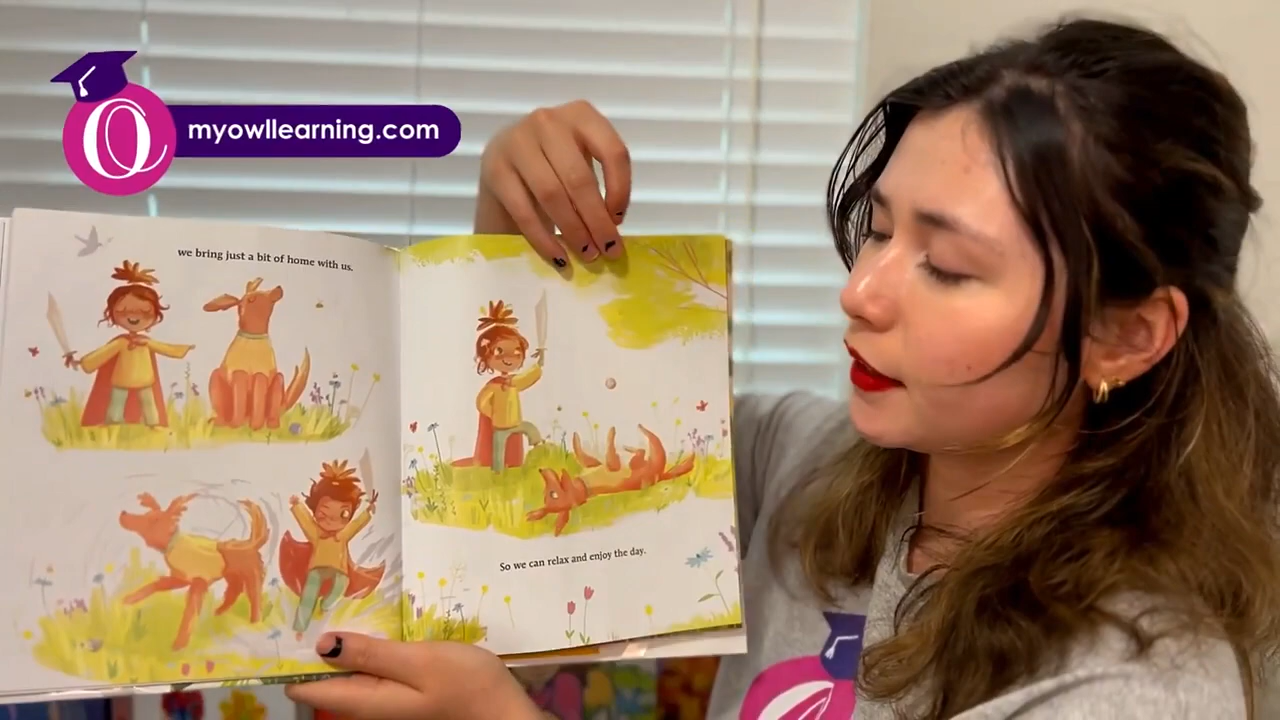 myowllearning.com
we bring just a bit of home with us.
So we can relax and enjoy the day.